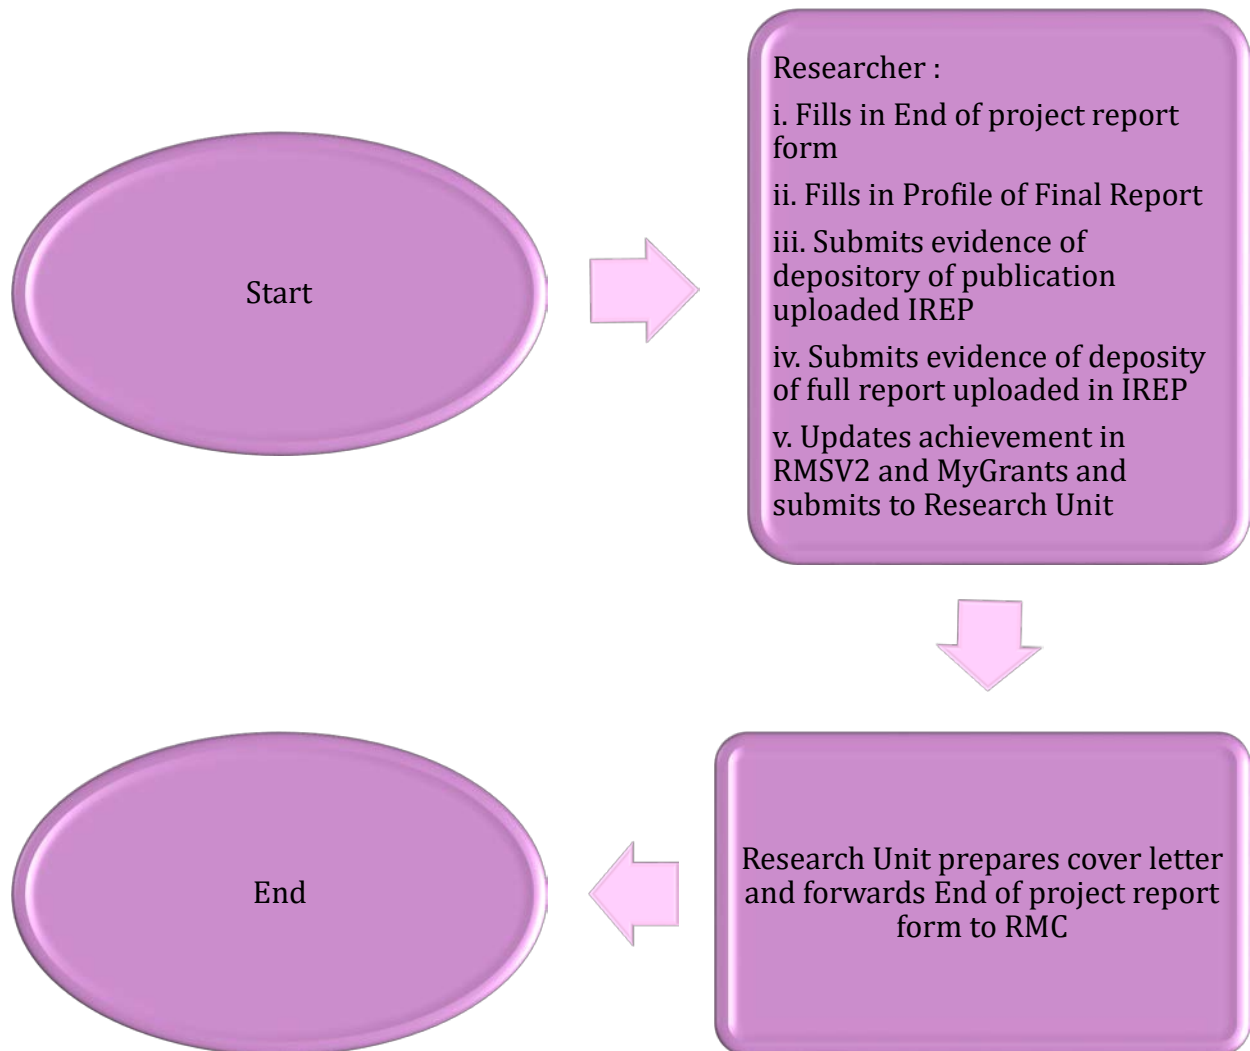 Start
Researcher :
i. Fills in End of project report
form
ii. Fills in Profile of Final Report
iii. Submits evidence of
depository of publication
uploaded IREP
iv. Submits evidence of deposity
of full report uploaded in IREP
v. Updates achievement in
RMSV2 and MyGrants and
submits to Research Unit
Research Unit prepares cover letter
and forwards End of project report
form to RMC
End